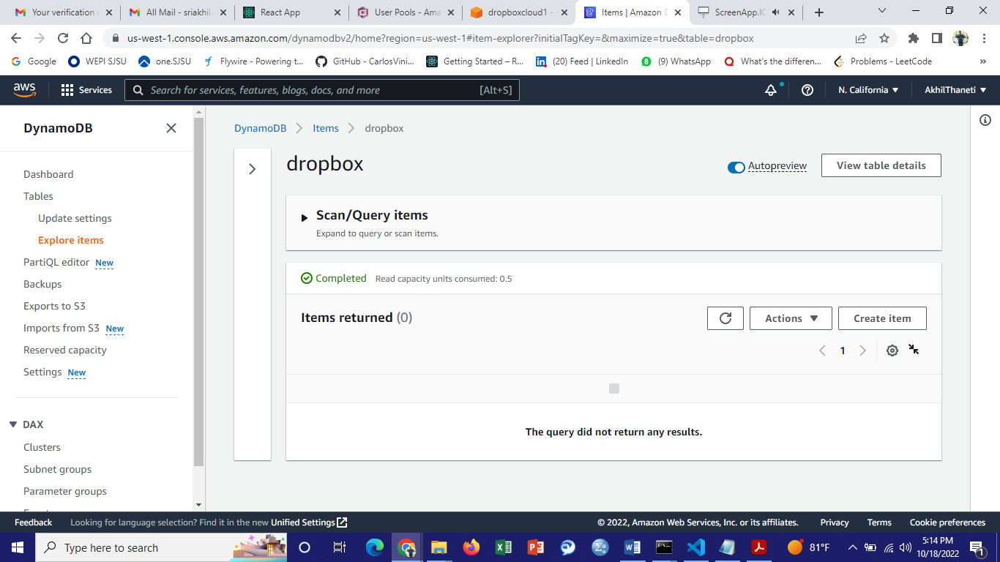 Your verification c
All Mail - sriakhil.
React App
User Pools - Ama
dropboxcloud1 -
Items | Amazon D
ScreenApp.IO
us-west-1.console.aws.amazon.com/dynamodbv2/home?region=us-west-1#item-explorer?initialTagKey=&maximize=true&table=dropbox
Google
WEPI SJSU
one.SJSU
Flywire - Powering t...
GitHub - CarlosVini...
Getting Started – R...
(20) Feed | LinkedIn
(9) WhatsApp
What's the differen...
Problems - LeetCode
»
aws
Services
Search for services, features, blogs, docs, and more
[Alt+S]
N. California
AkhilThaneti
DynamoDB
Dashboard
Tables
Update settings
Explore items
PartiQL editor New
Backups
Exports to S3
Imports from S3 New
Reserved capacity
Settings New
DAX
Clusters
Subnet groups
Parameter groups
DynamoDB
Items
dropbox
dropbox
Autopreview
View table details
Scan/Query items
Expand to query or scan items.
Completed
Read capacity units consumed: 0.5
Items returned (0)
Actions
Create item
1
The query did not return any results.
Feedback
Looking for language selection? Find it in the new Unified Settings
© 2022, Amazon Web Services, Inc. or its affiliates.
Privacy
Terms
Cookie preferences
Type here to search
81°F
5:14 PM
10/18/2022
1